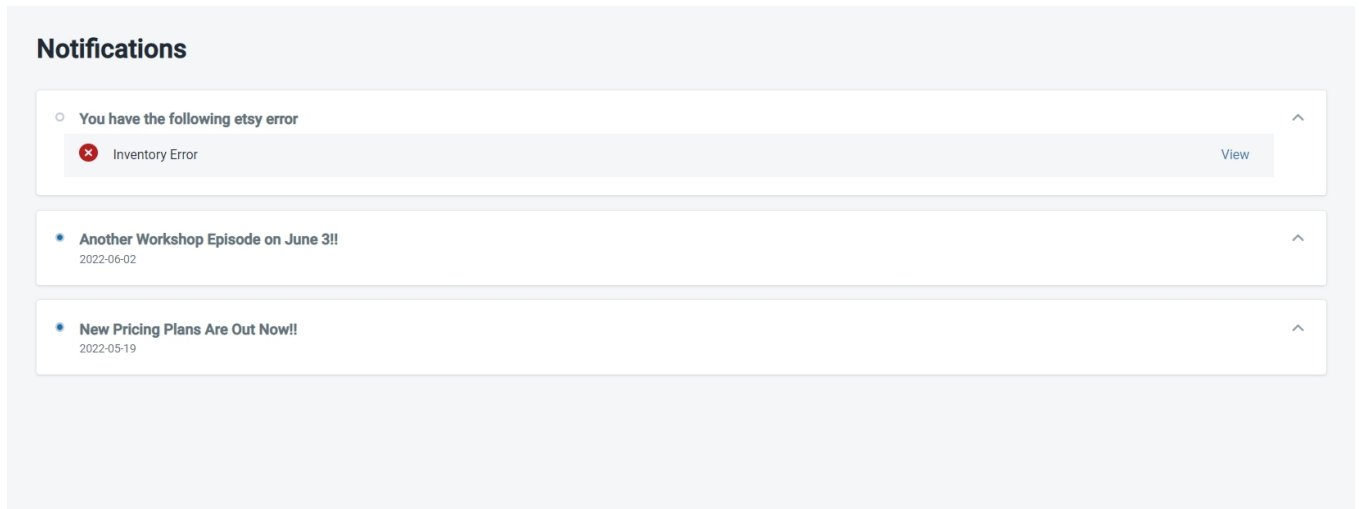 Notifications
You have the following etsy error
Inventory Error View
Another Workshop Episode on June 3!!
2022-06-02
New Pricing Plans Are Out Now!!
2022-05-19